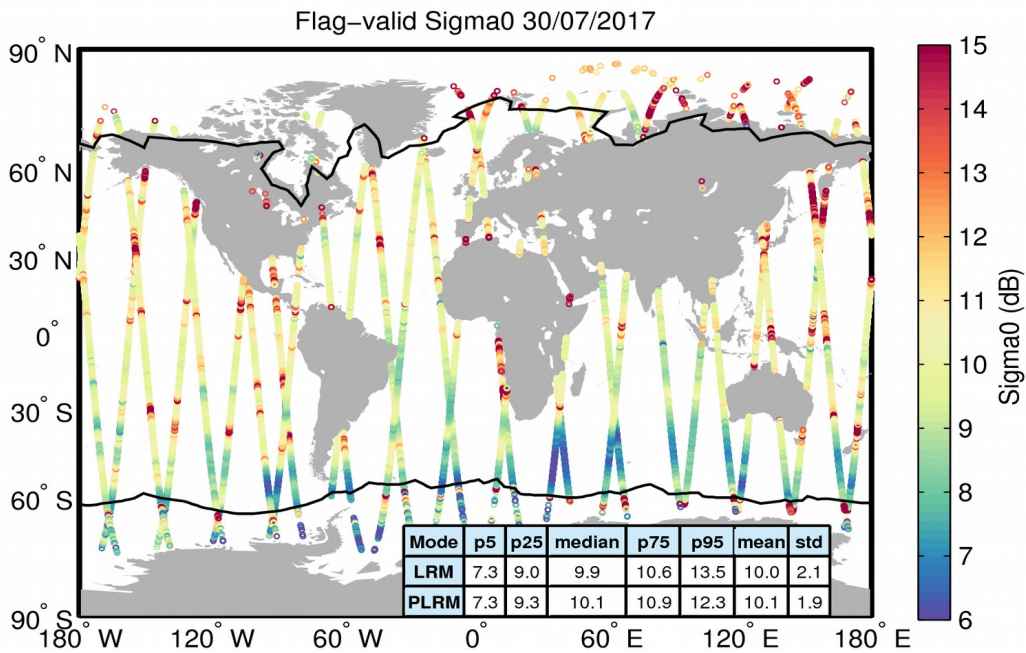 Flag-valid Sigma0 30/07/2017
90° N
60° N
30° N
0°
30° S
60° S
90° S
180° W
120° W
60° W
0°
60° E
120° E
180° E
15
14
13
12
11
10
9
8
7
6
Sigma0 (dB)
Mode p5 p25 median p75 p95 mean std
LRM 7.3 9.0 9.9 10.6 13.5 10.0 2.1
PLRM 7.3 9.3 10.1 10.9 12.3 10.1 1.9